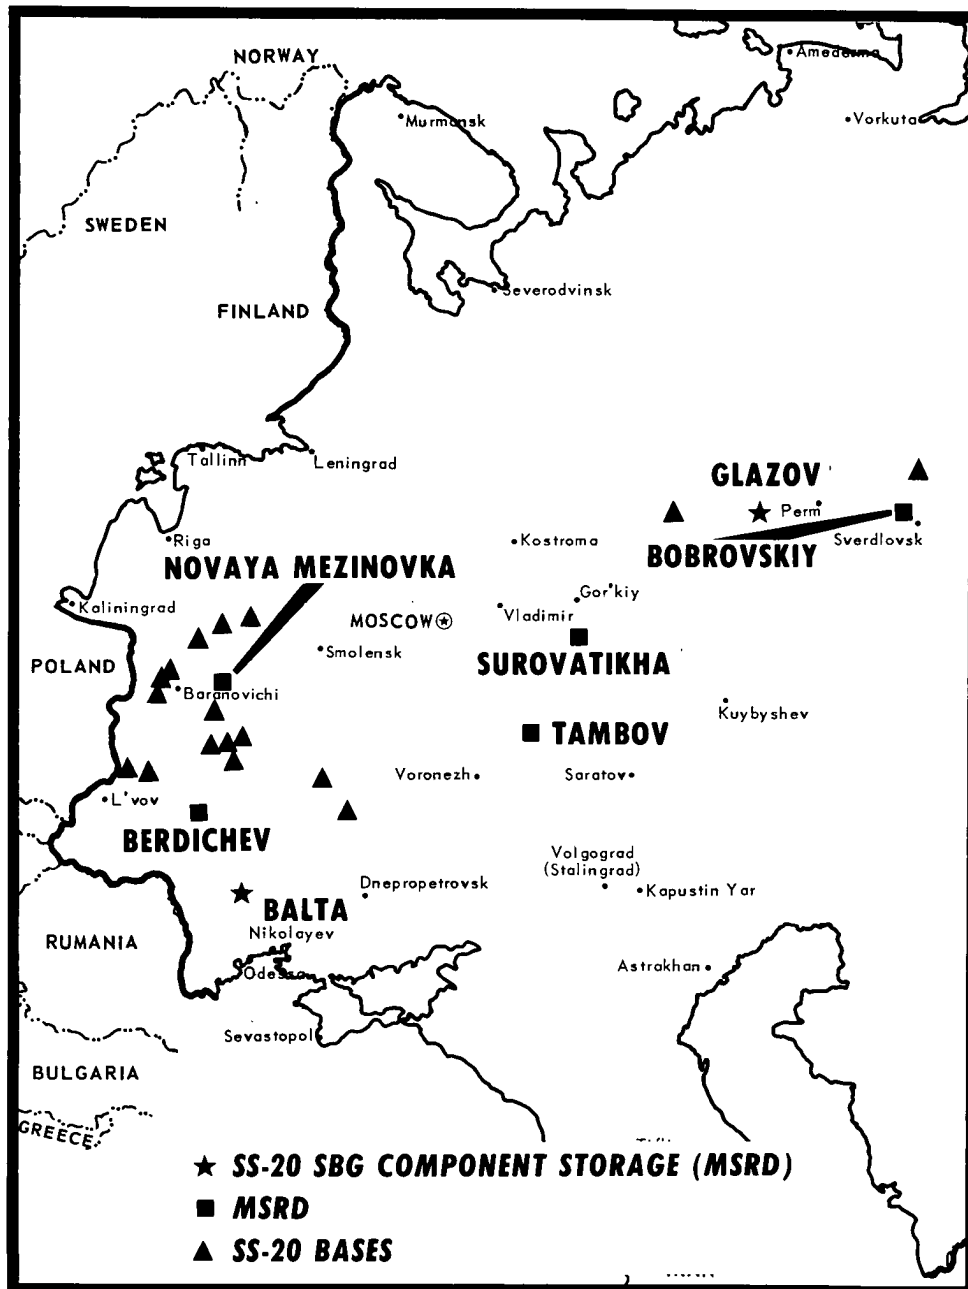 NORWAY
Amederma
Murmansk
Vorkuta
SWEDEN
Severodvinsk
FINLAND
Tallinn
Leningrad
GLAZOV
Perm
Riga
Kostroma
Sverdlovsk
BOBROVSKIY
NOVAYA MEZINOVKA
Gor'kiy
Kaliningrad
Vladimir
MOSCOW
Smolensk
POLAND
SUROVATIKHA
Baranovichi
Kuybyshev
TAMBOV
Voronezh
Saratov
L'vov
BERDICHEV
Volgograd
(Stalingrad)
Dnepropetrovsk
Kapustin Yar
BALTA
Nikolayev
RUMANIA
Astrakhan
Odessa
Sevastopol
BULGARIA
GREECE
SS-20 SBG COMPONENT STORAGE (MSRD)
MSRD
SS-20 BASES